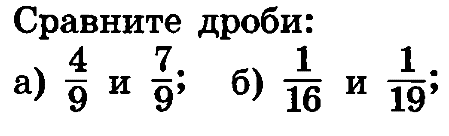 Сравните дроби:
а) 4/9 и 7/9; б) 1/16 и 1/19;